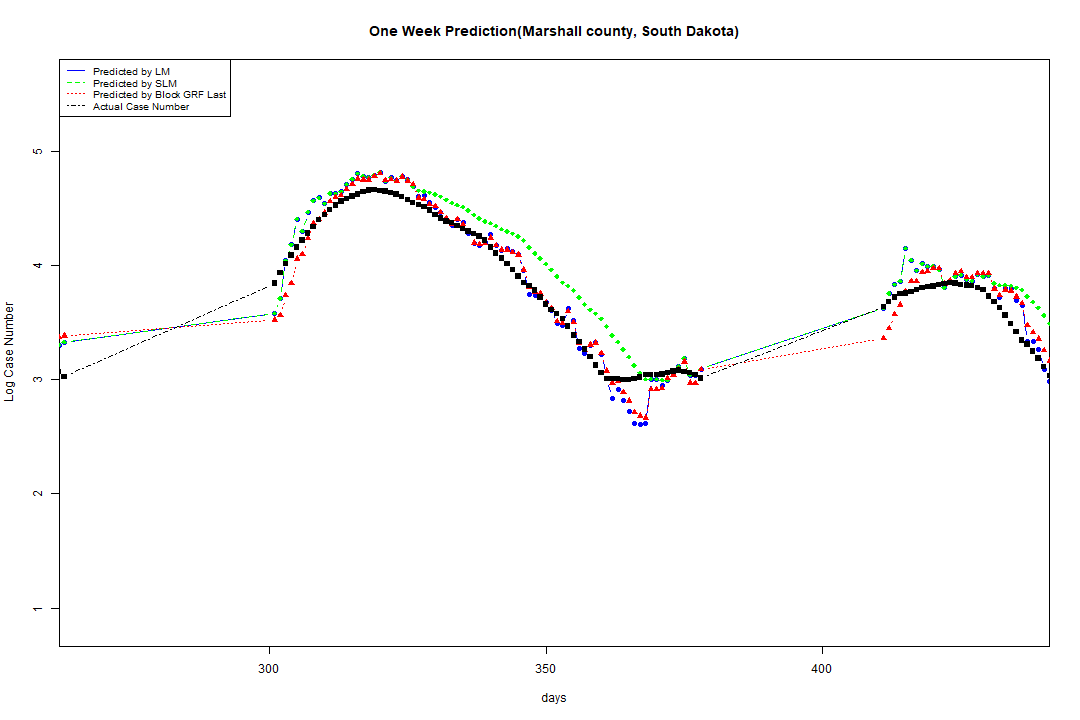 One Week Prediction(Marshall county, South Dakota)
Predicted by LM
Predicted by SLM
Predicted by Block GRF Last
Actual Case Number
5
4
3
2
1
Log Case Number
300
350
400
days